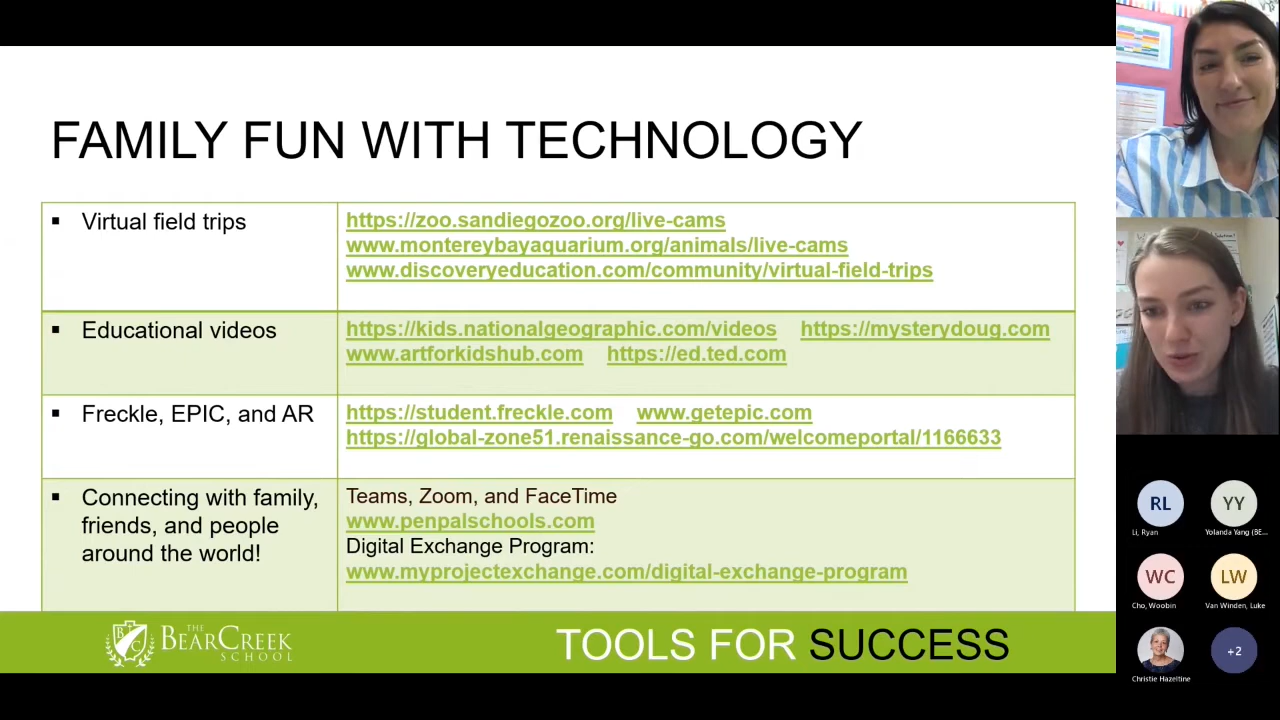 FAMILY FUN WITH TECHNOLOGY
Virtual field trips
https://zoo.sandiegozoo.org/live-cams
www.montereybayaquarium.org/animals/live-cams
www.discoveryeducation.com/community/virtual-field-trips
Educational videos
https://kids.nationalgeographic.com/videos https://mysterydoug.com
www.artforkidshub.com https://ed.ted.com
Freckle, EPIC, and AR
https://student.freckle.com www.getepic.com
https://global-zone51.renaissance-go.com/welcomeportal/1166633
Connecting with family,
friends, and people
around the world!
Teams, Zoom, and FaceTime
www.penpalschools.com
Digital Exchange Program:
www.myprojectexchange.com/digital-exchange-program
B C
THE
BEARCREEK
SCHOOL
TOOLS FOR SUCCESS
RL
Li, Ryan
YY
Yolanda Yang (BE...
WC
Cho, Woobin
LW
Van Winden, Luke
Christie Hazeltine
+2